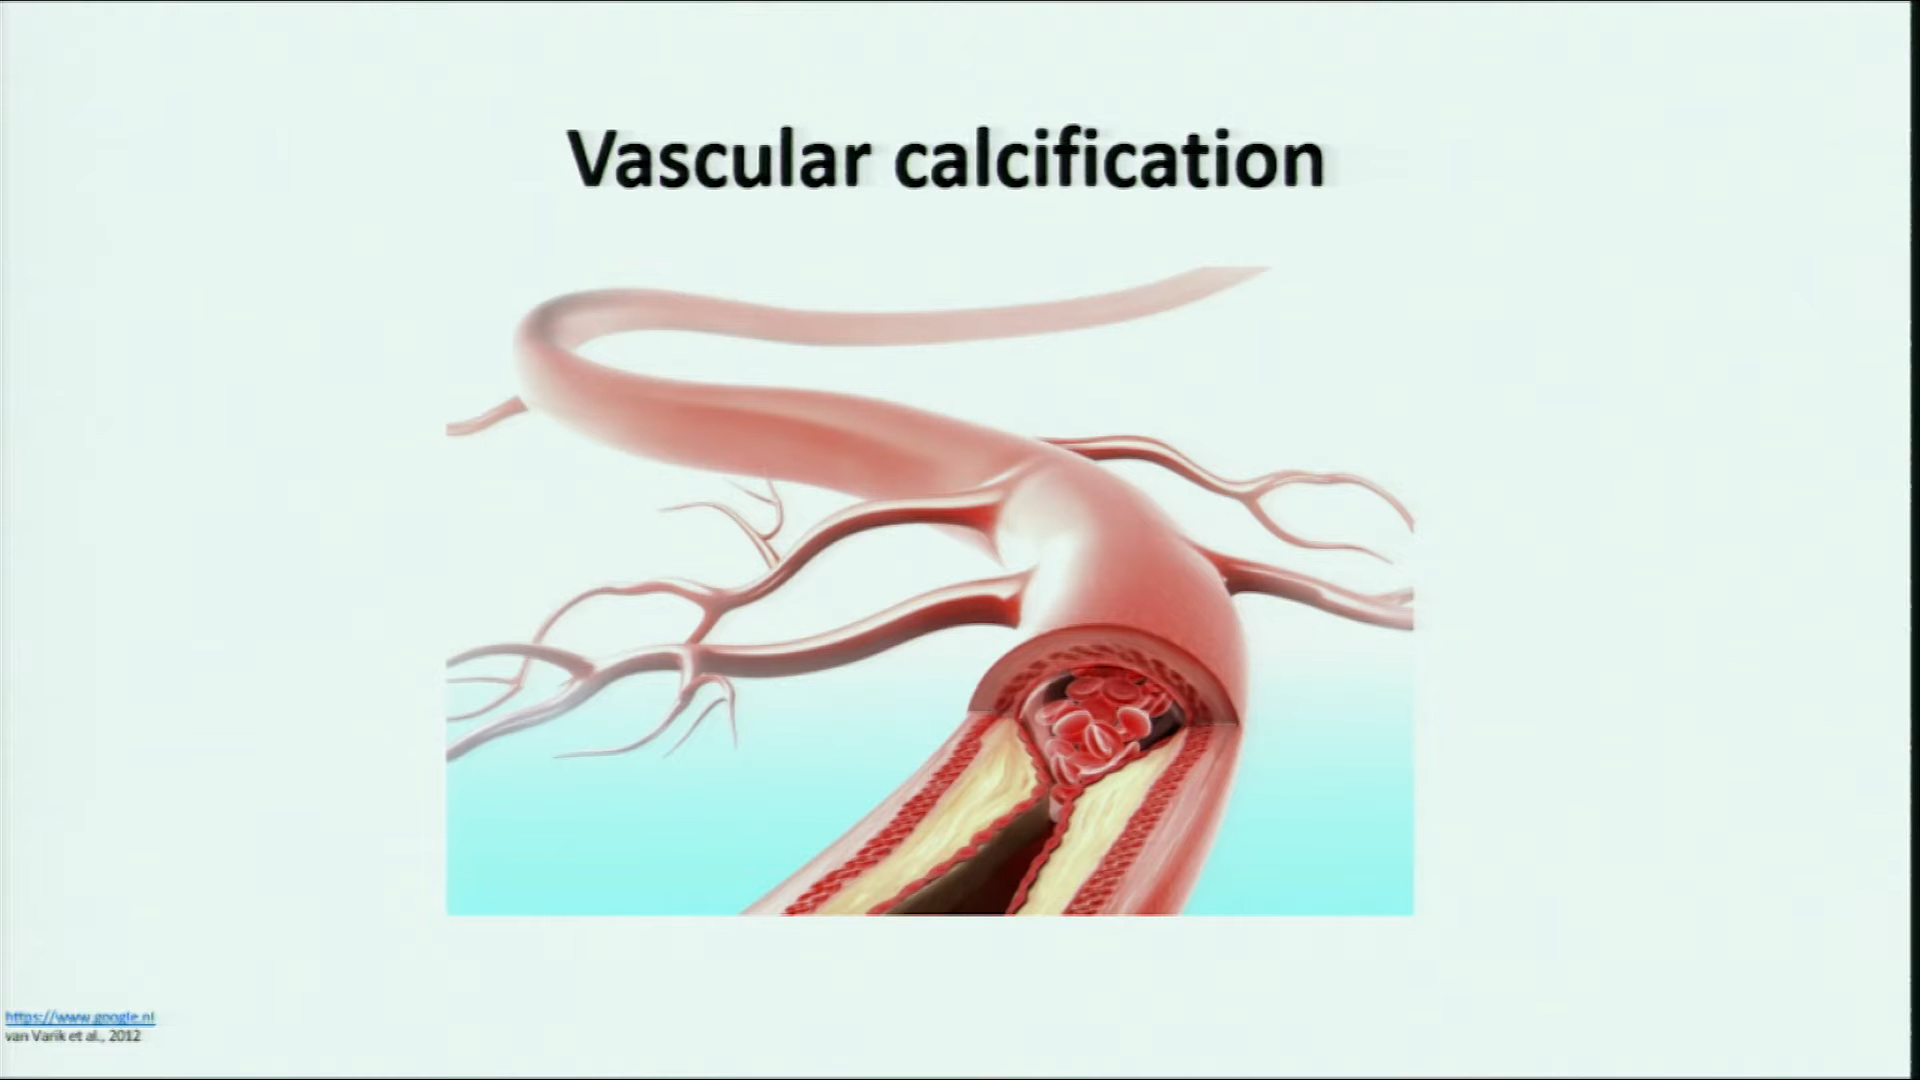 Vascular calcification
https://www.google.nl
van Varik et al., 2012